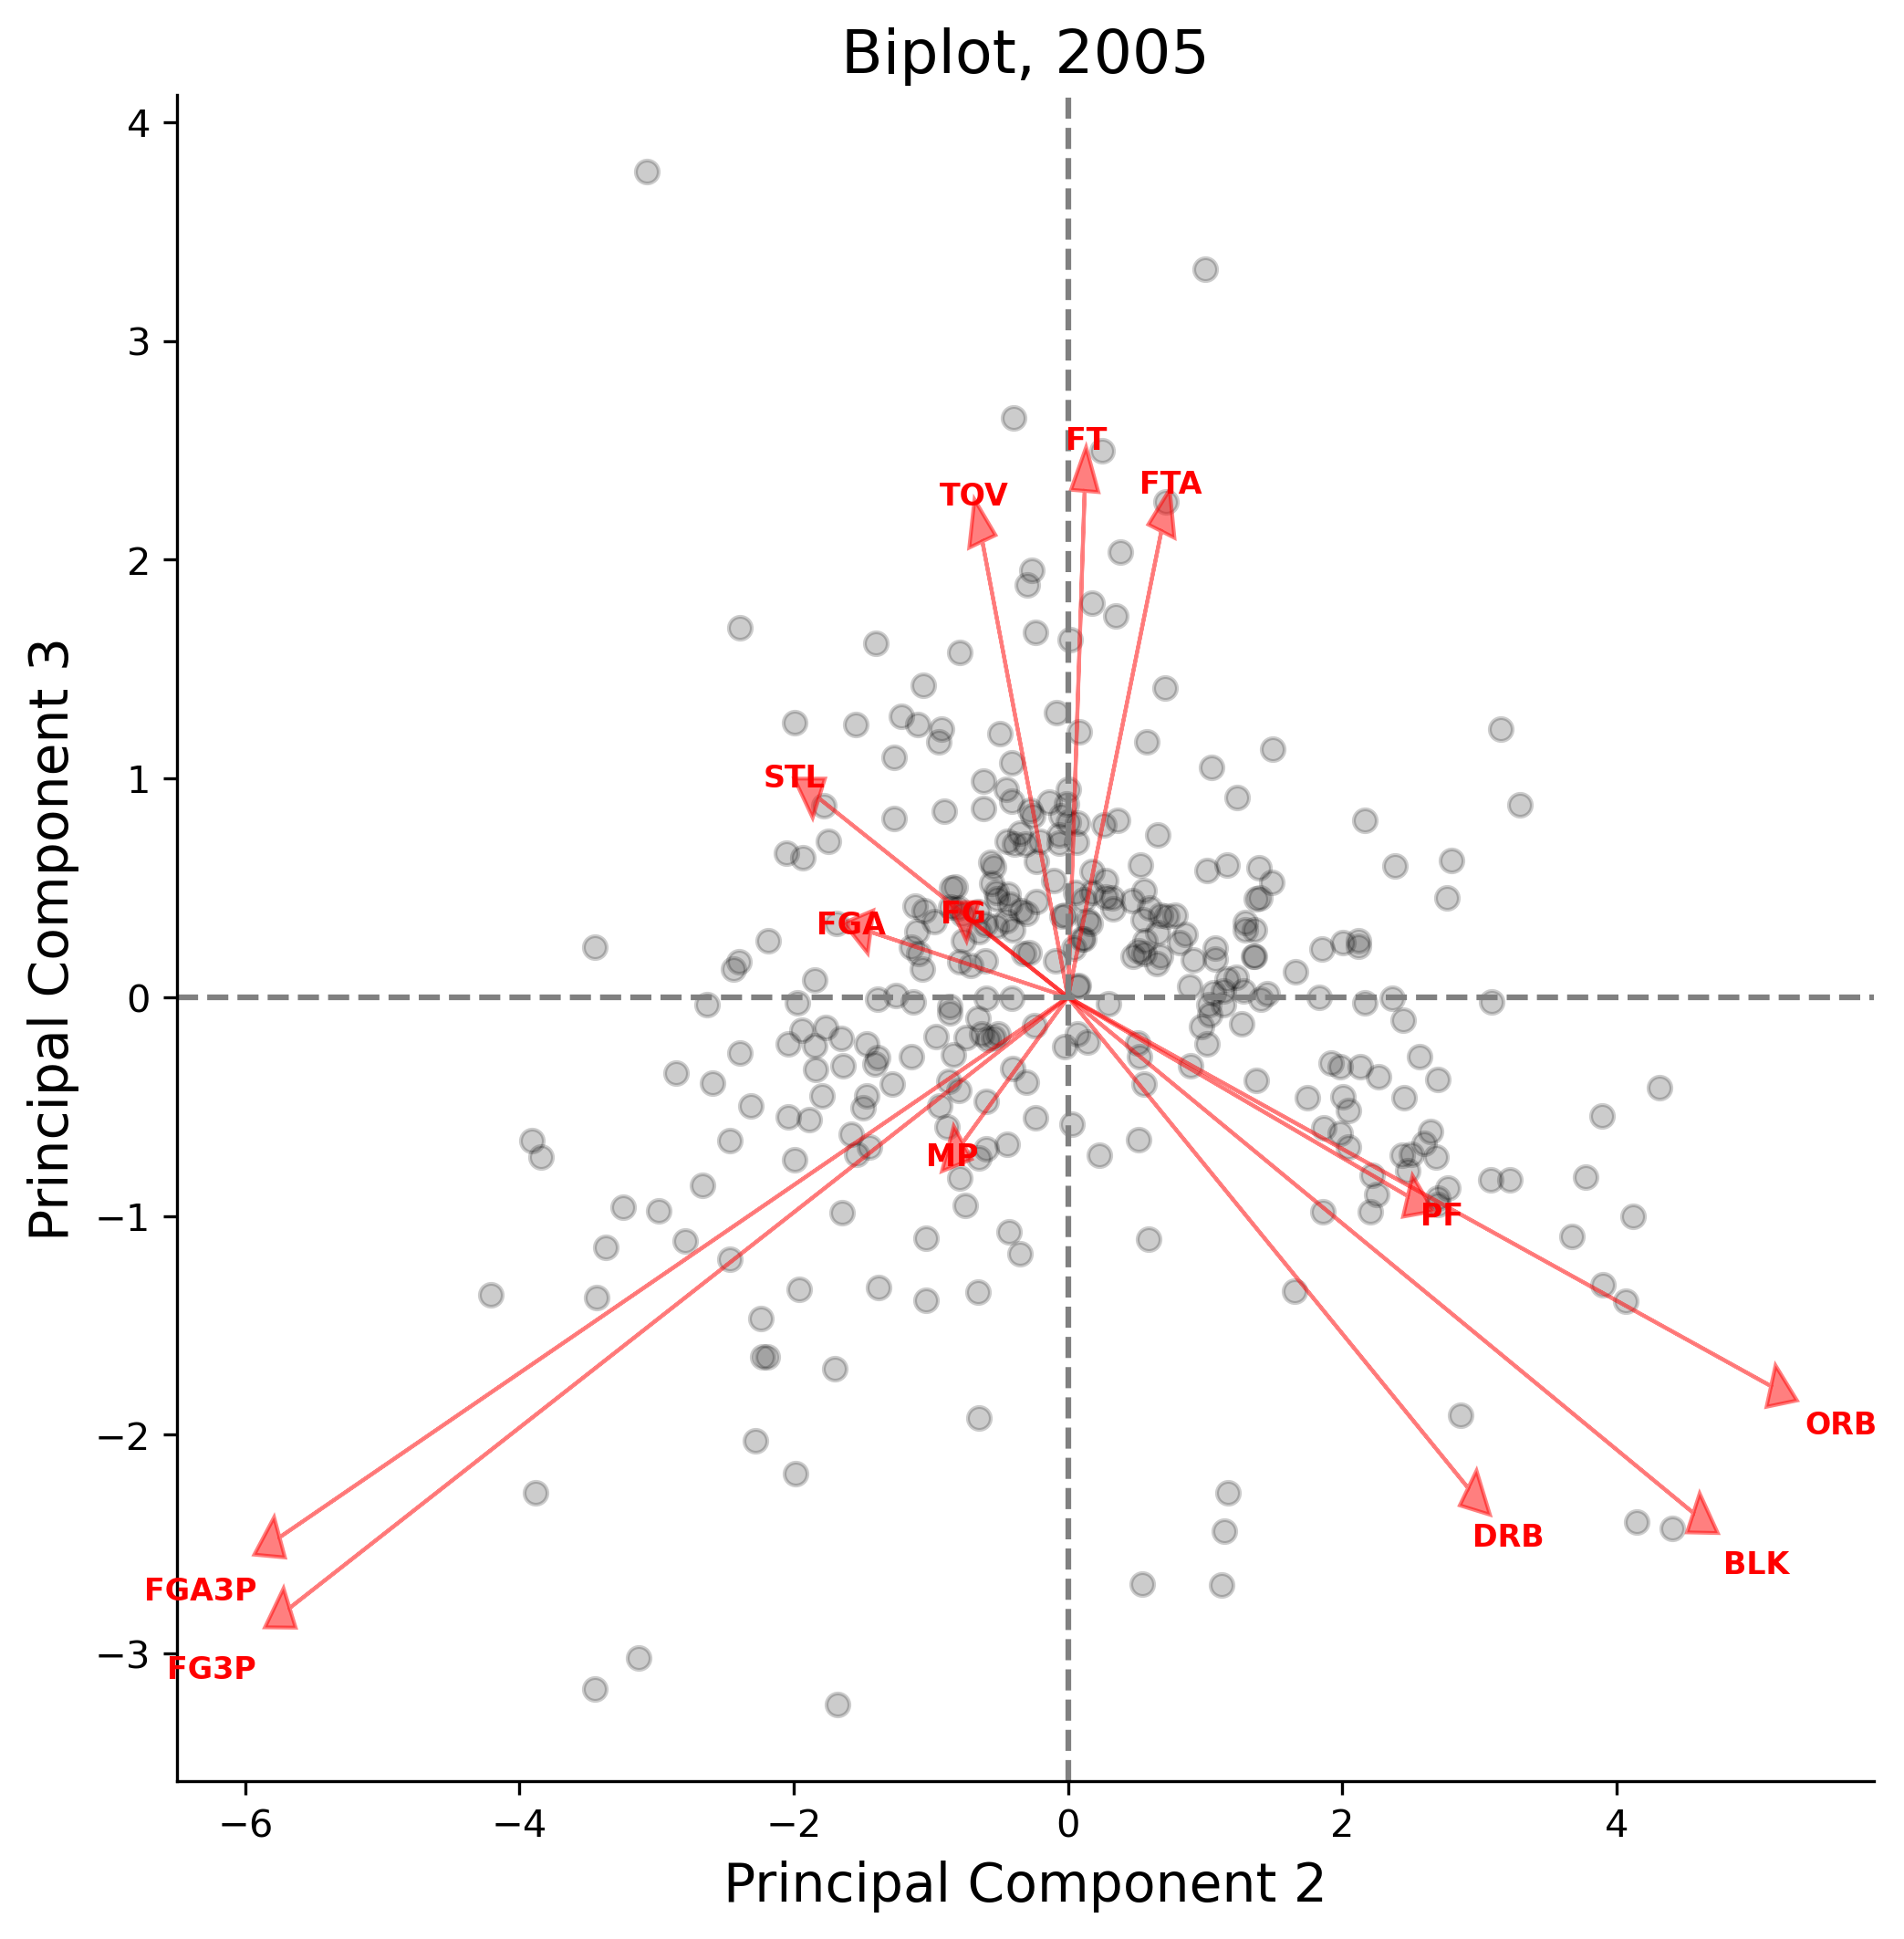 Biplot, 2005
4
3
2
1
0
−1
−2
−3
Principal Component 3
FT
FTA
TOV
STL
FGA
FG
MP
PF
ORB
DRB
BLK
FGA3P
FG3P
−6
−4
−2
0
2
4
Principal Component 2